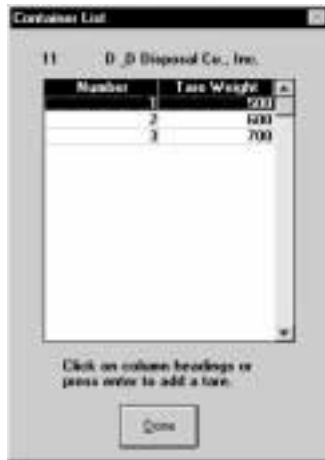 Container List
11 D_D Disposal Co., Inc.
Number Tare Weight
1 500
2 600
3 700
Click on column headings or
press enter to add a tare.
Done